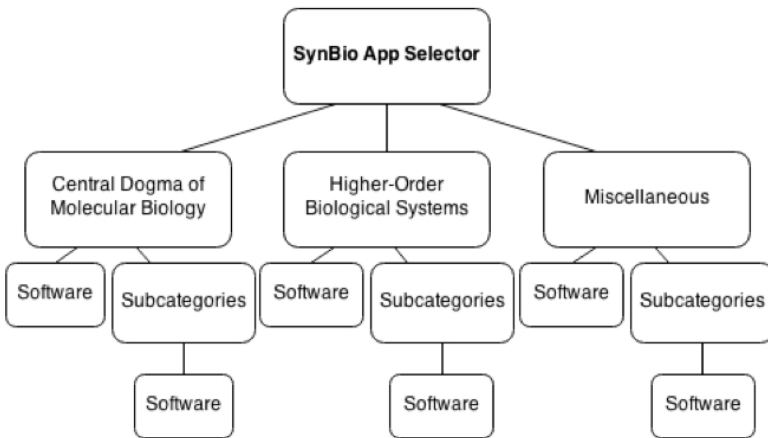 SynBio App Selector
Central Dogma of
Molecular Biology
Higher-Order
Biological Systems
Miscellaneous
Software
Subcategories
Software
Subcategories
Software
Subcategories
Software
Software
Software